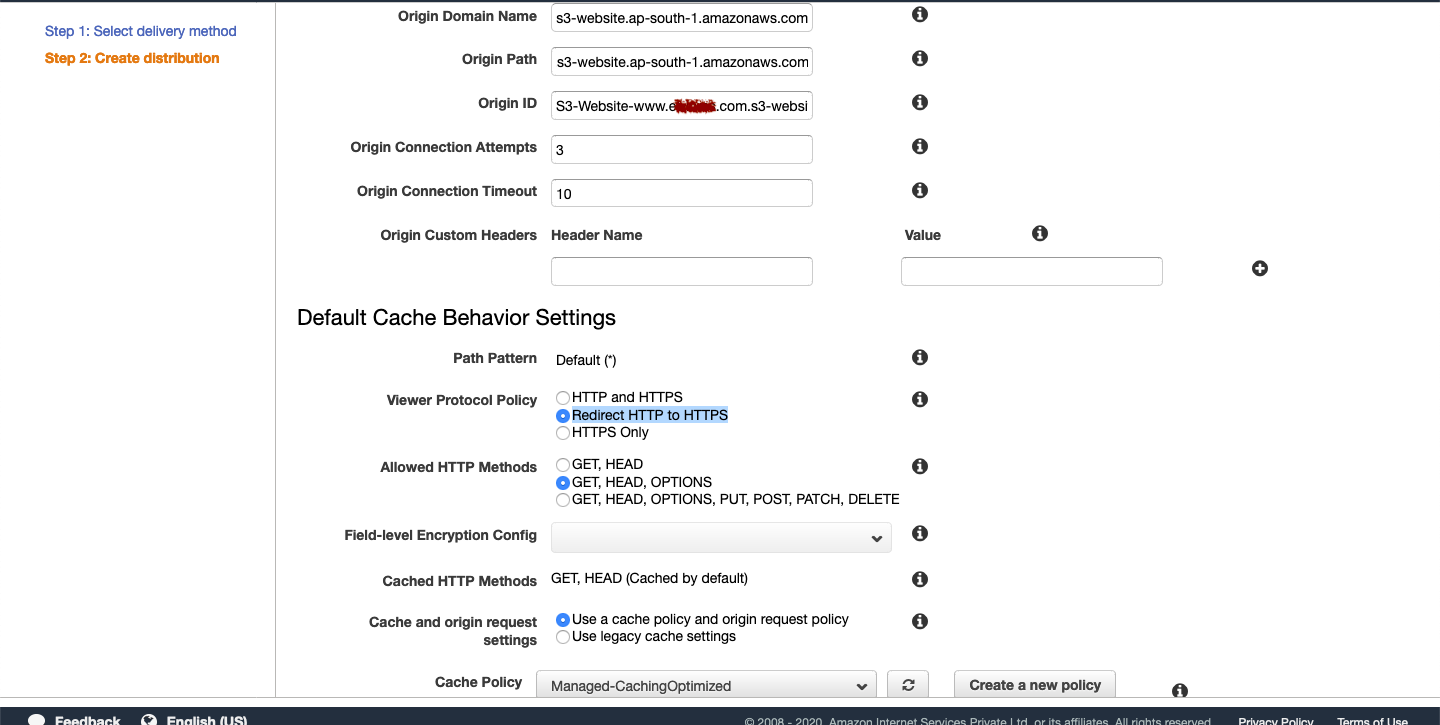 Step 1: Select delivery method
Step 2: Create distribution
Origin Domain Name s3-website.ap-south-1.amazonaws.com
Origin Path s3-website.ap-south-1.amazonaws.com
Origin ID S3-Website-www. .com.s3-websi
Origin Connection Attempts 3
Origin Connection Timeout 10
Origin Custom Headers Header Name Value
Default Cache Behavior Settings
Path Pattern Default (*)
Viewer Protocol Policy HTTP and HTTPS
Redirect HTTP to HTTPS
HTTPS Only
Allowed HTTP Methods GET, HEAD
GET, HEAD, OPTIONS
GET, HEAD, OPTIONS, PUT, POST, PATCH, DELETE
Field-level Encryption Config
Cached HTTP Methods GET, HEAD (Cached by default)
Cache and origin request settings Use a cache policy and origin request policy
Use legacy cache settings
Cache Policy Managed-CachingOptimized Create a new policy
Feedback English (US) © 2008 - 2020, Amazon Internet Services Private Ltd. or its affiliates. All rights reserved. Privacy Policy Terms of Use